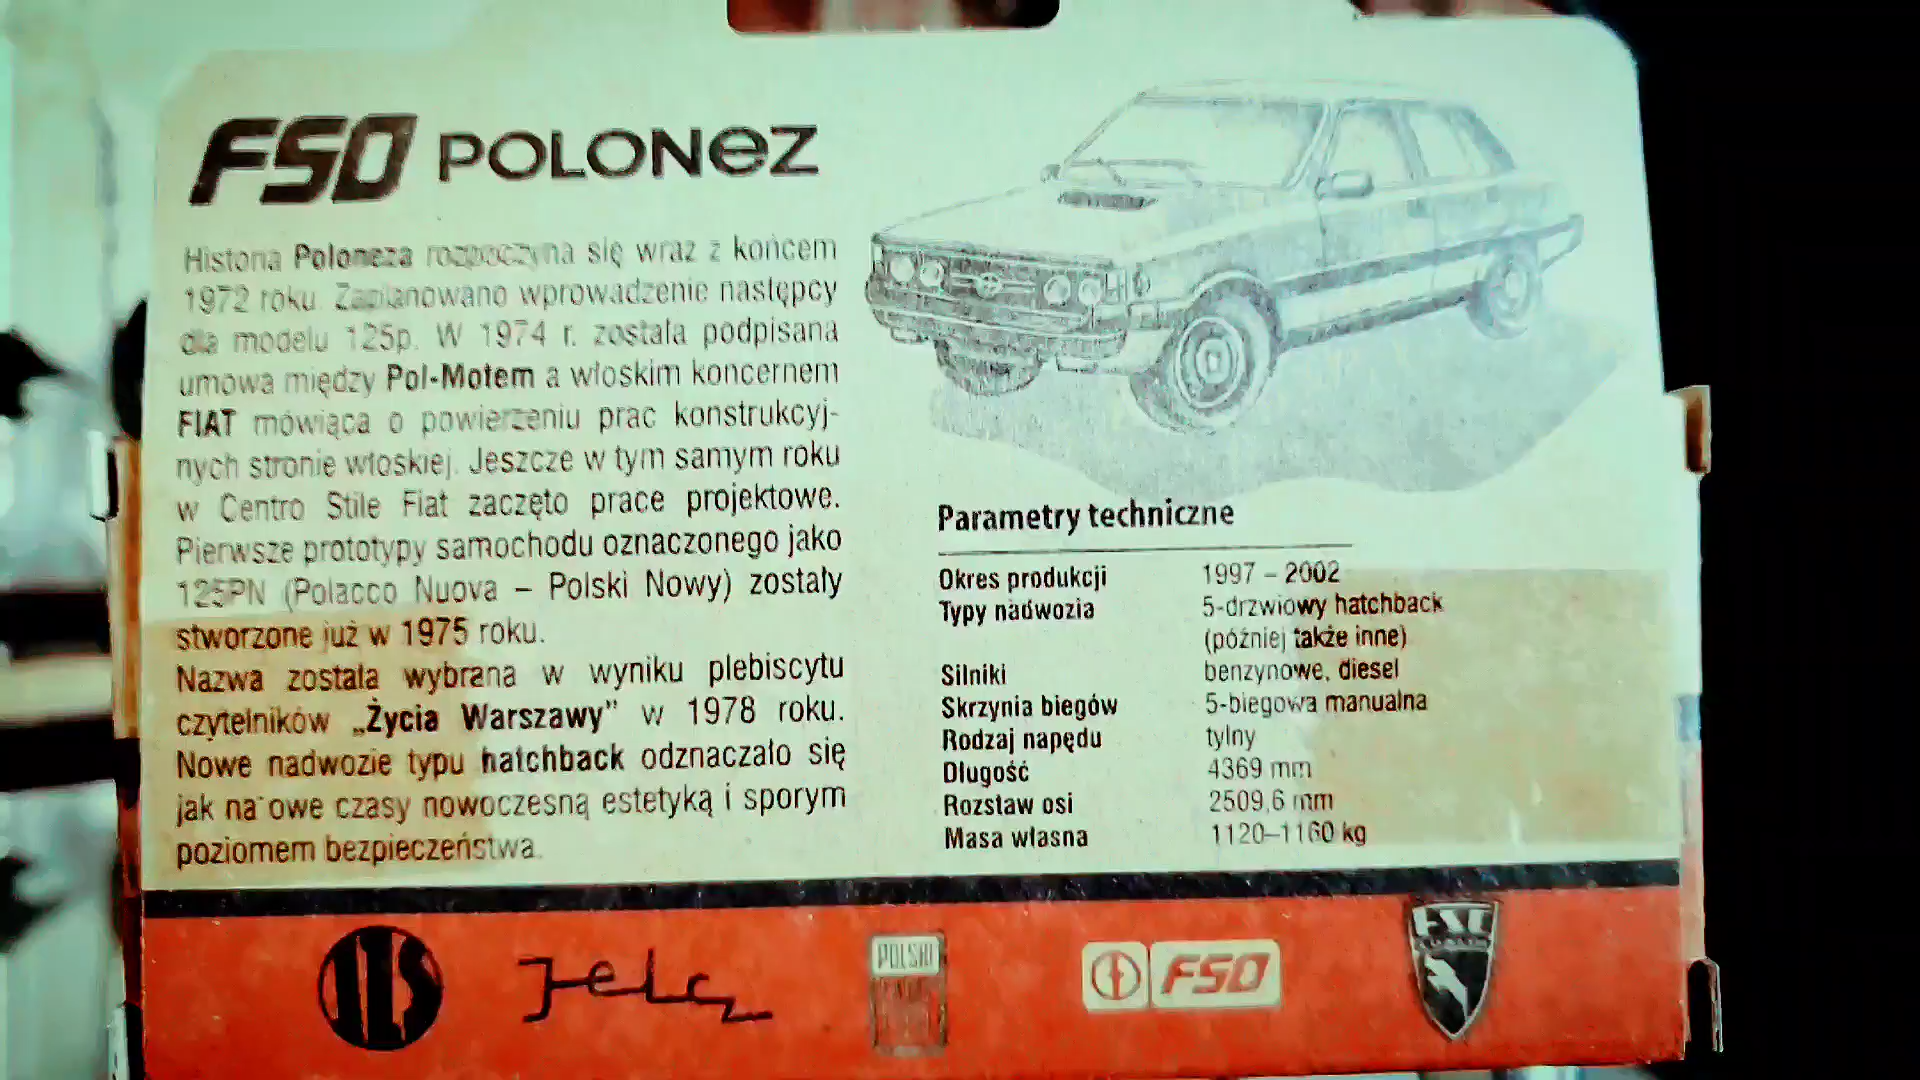 FSO POLONEZ
Historia Poloneza rozpoczyna się wraz z końcem
1972 roku. Zaplanowano wprowadzenie następcy
dla modelu 125p. W 1974 r. została podpisana
umowa między Pol-Motem a włoskim koncernem
FIAT mówiąca o powierzeniu prac konstrukcyj-
nych stronie włoskiej. Jeszcze w tym samym roku
w Centro Stile Fiat zaczęto prace projektowe.
Pierwsze prototypy samochodu oznaczonego jako
125PN (Polacco Nuova – Polski Nowy) zostały
stworzone już w 1975 roku.
Nazwa została wybrana w wyniku plebiscytu
czytelników „Życia Warszawy” w 1978 roku.
Nowe nadwozie typu hatchback odznaczało się
jak na owe czasy nowoczesną estetyką i sporym
poziomem bezpieczeństwa.
Parametry techniczne
Okres produkcji 1997 – 2002
Typy nadwozia 5-drzwiowy hatchback
(później także inne)
Silniki benzynowe, diesel
Skrzynia biegów 5-biegowa manualna
Rodzaj napędu tylny
Długość 4369 mm
Rozstaw osi 2509,6 mm
Masa własna 1120–1160 kg
Jelcz
POLSKI
FSO